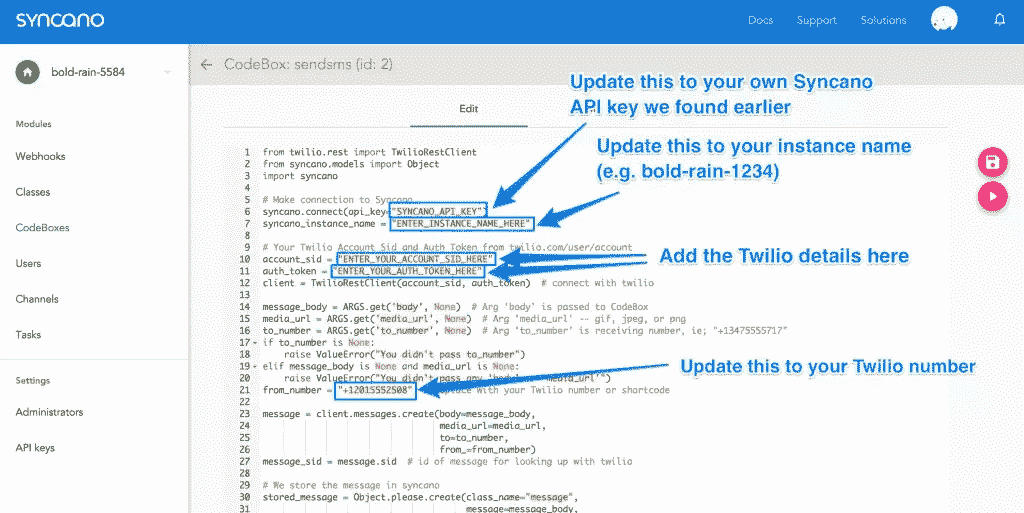 syncano
Docs Support Solutions
bold-rain-5584
CodeBox: sendsms (id: 2)
Update this to your own Syncano
API key we found earlier
Modules
Edit
Webhooks
Update this to your instance name
(e.g. bold-rain-1234)
Classes
CodeBoxes
Users
Channels
Tasks
Settings
Administrators
API keys
1 from twilio.rest import TwilioRestClient
2 from syncano.models import Object
3 import syncano
4
5 # Make connection to Syncano
6 syncano.connect(api_key="SYNCANO_API_KEY")
7 syncano_instance_name = "ENTER_INSTANCE_NAME_HERE"
8
9 # Your Twilio Account Sid and Auth Token from twilio.com/user/account
10 account_sid = "ENTER_YOUR_ACCOUNT_SID_HERE"
11 auth_token = "ENTER_YOUR_AUTH_TOKEN_HERE"
Add the Twilio details here
12 client = TwilioRestClient(account_sid, auth_token) # connect with twilio
13
14 message_body = ARGS.get('body', None) # Arg 'body' is passed to CodeBox
15 media_url = ARGS.get('media_url', None) # Arg 'media_url' -- gif, jpeg, or png
16 to_number = ARGS.get('to_number', None) # Arg 'to_number' is receiving number, ie; "+13475555717"
17 if to_number is None:
18 raise ValueError("You didn't pass to_number")
19 elif message_body is None and media_url is None:
20 raise ValueError("You didn't pass any 'body' media_url'")
Update this to your Twilio number
21 from_number = "+12015552508" with your Twilio number or shortcode
22
23 message = client.messages.create(body=message_body,
24 media_url=media_url,
25 to=to_number,
26 from_=from_number)
27 message_sid = message.sid # id of message for looking up with twilio
28
29 # We store the message in syncano
30 stored_message = Object.please.create(class_name="message",
31 message=message_body,